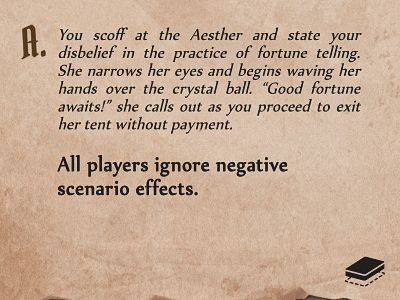 A. You scoff at the Aesther and state your
disbelief in the practice of fortune telling.
She narrows her eyes and begins waving her
hands over the crystal ball. “Good fortune
awaits!” she calls out as you proceed to exit
her tent without payment.
All players ignore negative
scenario effects.